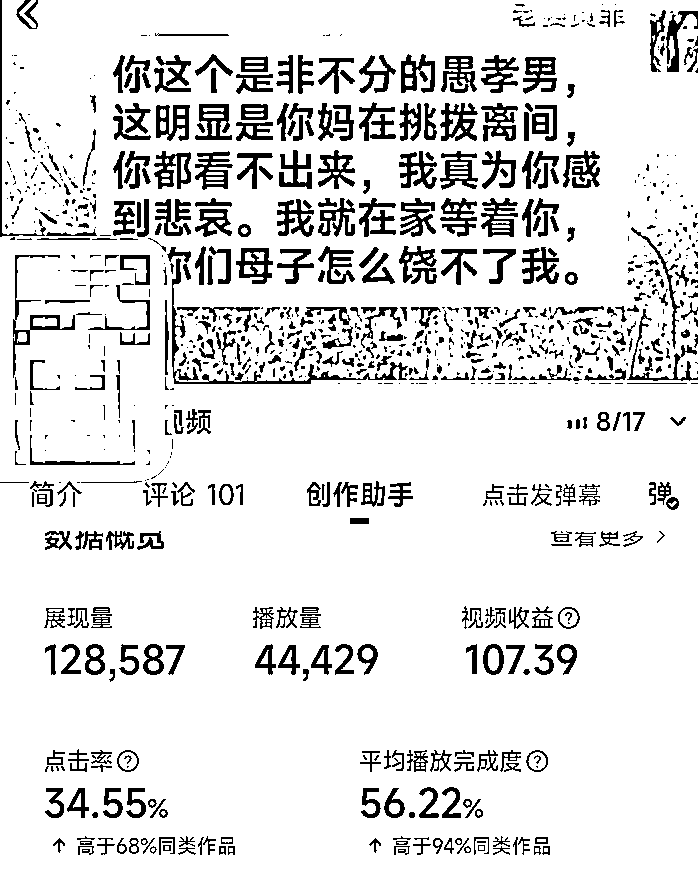 你这个是非不分的愚孝男,
这明显是你妈在挑拨离间,
你都看不出来,我真为你感
到悲哀。我就在家等着你,
你们母子怎么饶不了我。
视频 8/17
简介 评论 101 创作助手 点击发弹幕 弹
数据概览 查看更多 >
展现量 播放量 视频收益?
128,587 44,429 107.39
点击率? 平均播放完成度?
34.55% 56.22%
↑ 高于68%同类作品 ↑ 高于94%同类作品